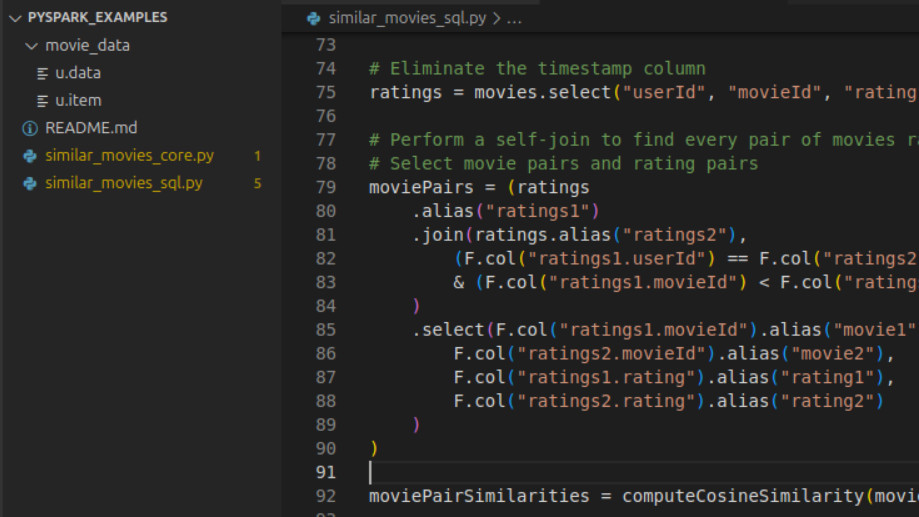 PYSPARK_EXAMPLES
movie_data
u.data
u.item
README.md
similar_movies_core.py 1
similar_movies_sql.py 5
similar_movies_sql.py > ...
73
74 # Eliminate the timestamp column
75 ratings = movies.select("userId", "movieId", "rating
76
77 # Perform a self-join to find every pair of movies ra
78 # Select movie pairs and rating pairs
79 moviePairs = (ratings
80 .alias("ratings1")
81 .join(ratings.alias("ratings2"),
82 (F.col("ratings1.userId") == F.col("ratings2
83 & (F.col("ratings1.movieId") < F.col("rating
84 )
85 .select(F.col("ratings1.movieId").alias("movie1"
86 F.col("ratings2.movieId").alias("movie2"),
87 F.col("ratings1.rating").alias("rating1"),
88 F.col("ratings2.rating").alias("rating2")
89 )
90 )
91
92 moviePairSimilarities = computeCosineSimilarity(movie